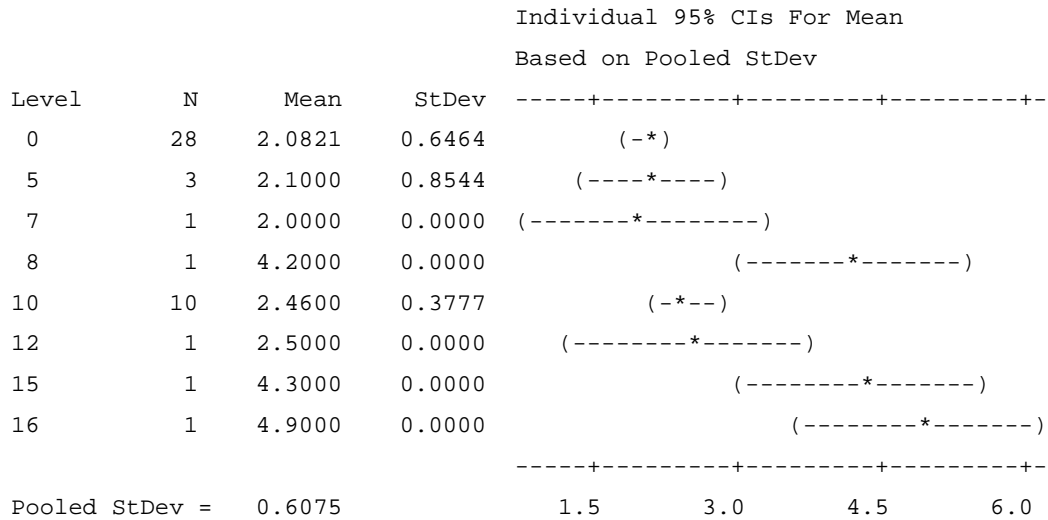 Individual 95% CIs For Mean
                                   Based on Pooled StDev
Level       N      Mean     StDev  -----+---------+---------+---------+-
 0         28    2.0821    0.6464         (-*)
 5          3    2.1000    0.8544      (----*----)
 7          1    2.0000    0.0000  (-------*--------)
 8          1    4.2000    0.0000                 (-------*-------)
10         10    2.4600    0.3777           (-*--)
12          1    2.5000    0.0000     (--------*-------)
15          1    4.3000    0.0000                 (--------*-------)
16          1    4.9000    0.0000                     (--------*-------)
                                   -----+---------+---------+---------+-
Pooled StDev =   0.6075               1.5       3.0       4.5       6.0